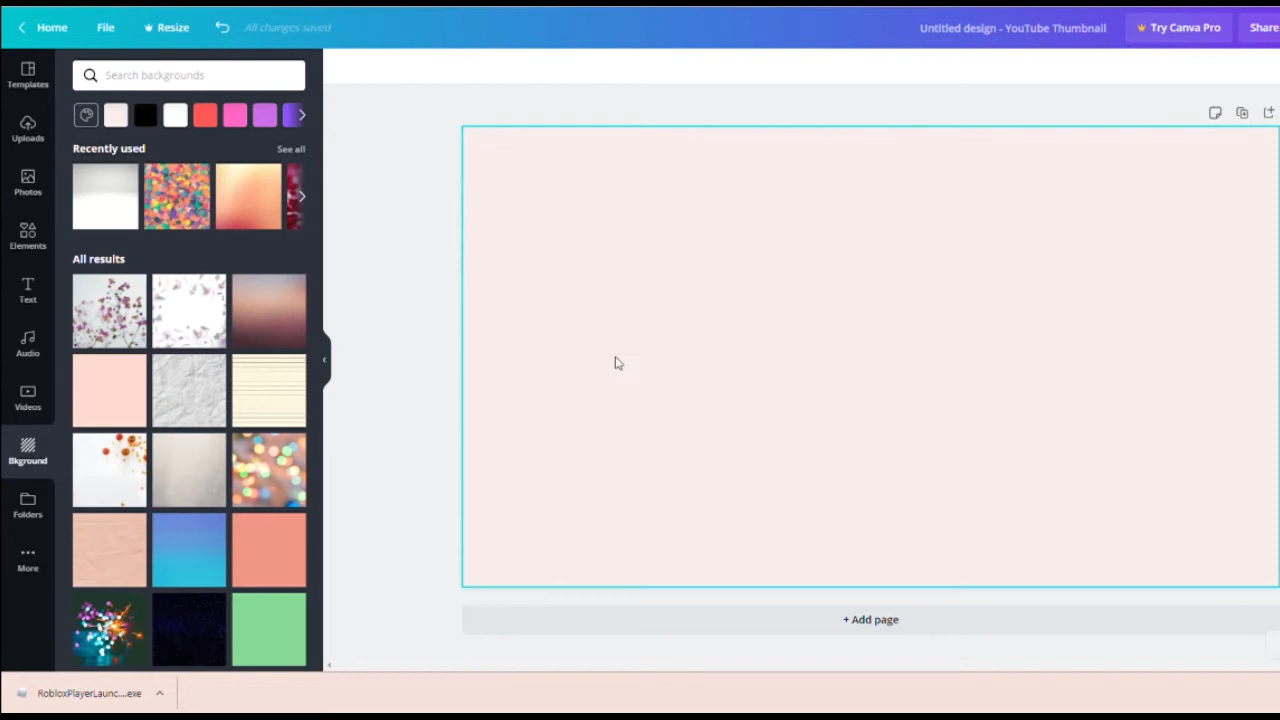 Home File Resize All changes saved Untitled design - YouTube Thumbnail Try Canva Pro Share
Templates
Uploads
Photos
Elements
Text
Audio
Videos
Bkground
Folders
More
Search backgrounds
Recently used See all
All results
+ Add page
RobloxPlayerLaunc....exe